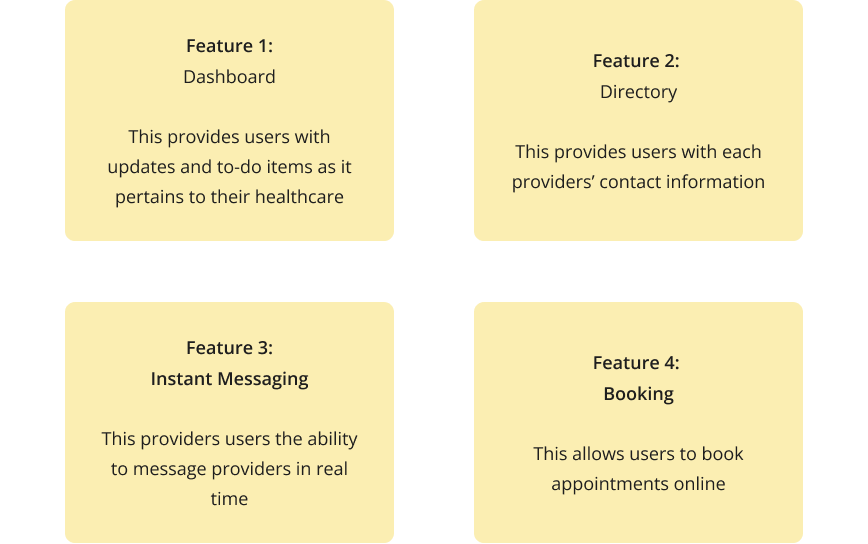 Feature 1:
Dashboard
This provides users with
updates and to-do items as it
pertains to their healthcare
Feature 2:
Directory
This provides users with each
providers’ contact information
Feature 3:
Instant Messaging
This providers users the ability
to message providers in real
time
Feature 4:
Booking
This allows users to book
appointments online